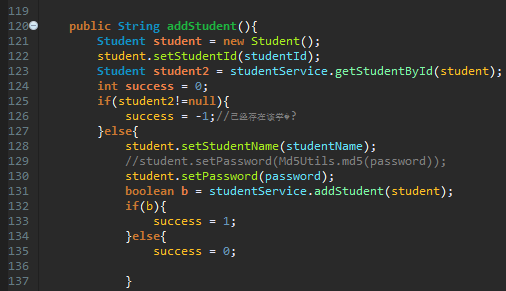 119
120 public String addStudent(){
121 Student student = new Student();
122 student.setStudentId(studentId);
123 Student student2 = studentService.getStudentById(student);
124 int success = 0;
125 if(student2!=null){
126 success = -1;//已经存在该学�?
127 }else{
128 student.setStudentName(studentName);
129 //student.setPassword(Md5Utils.md5(password));
130 student.setPassword(password);
131 boolean b = studentService.addStudent(student);
132 if(b){
133 success = 1;
134 }else{
135 success = 0;
136
137 }